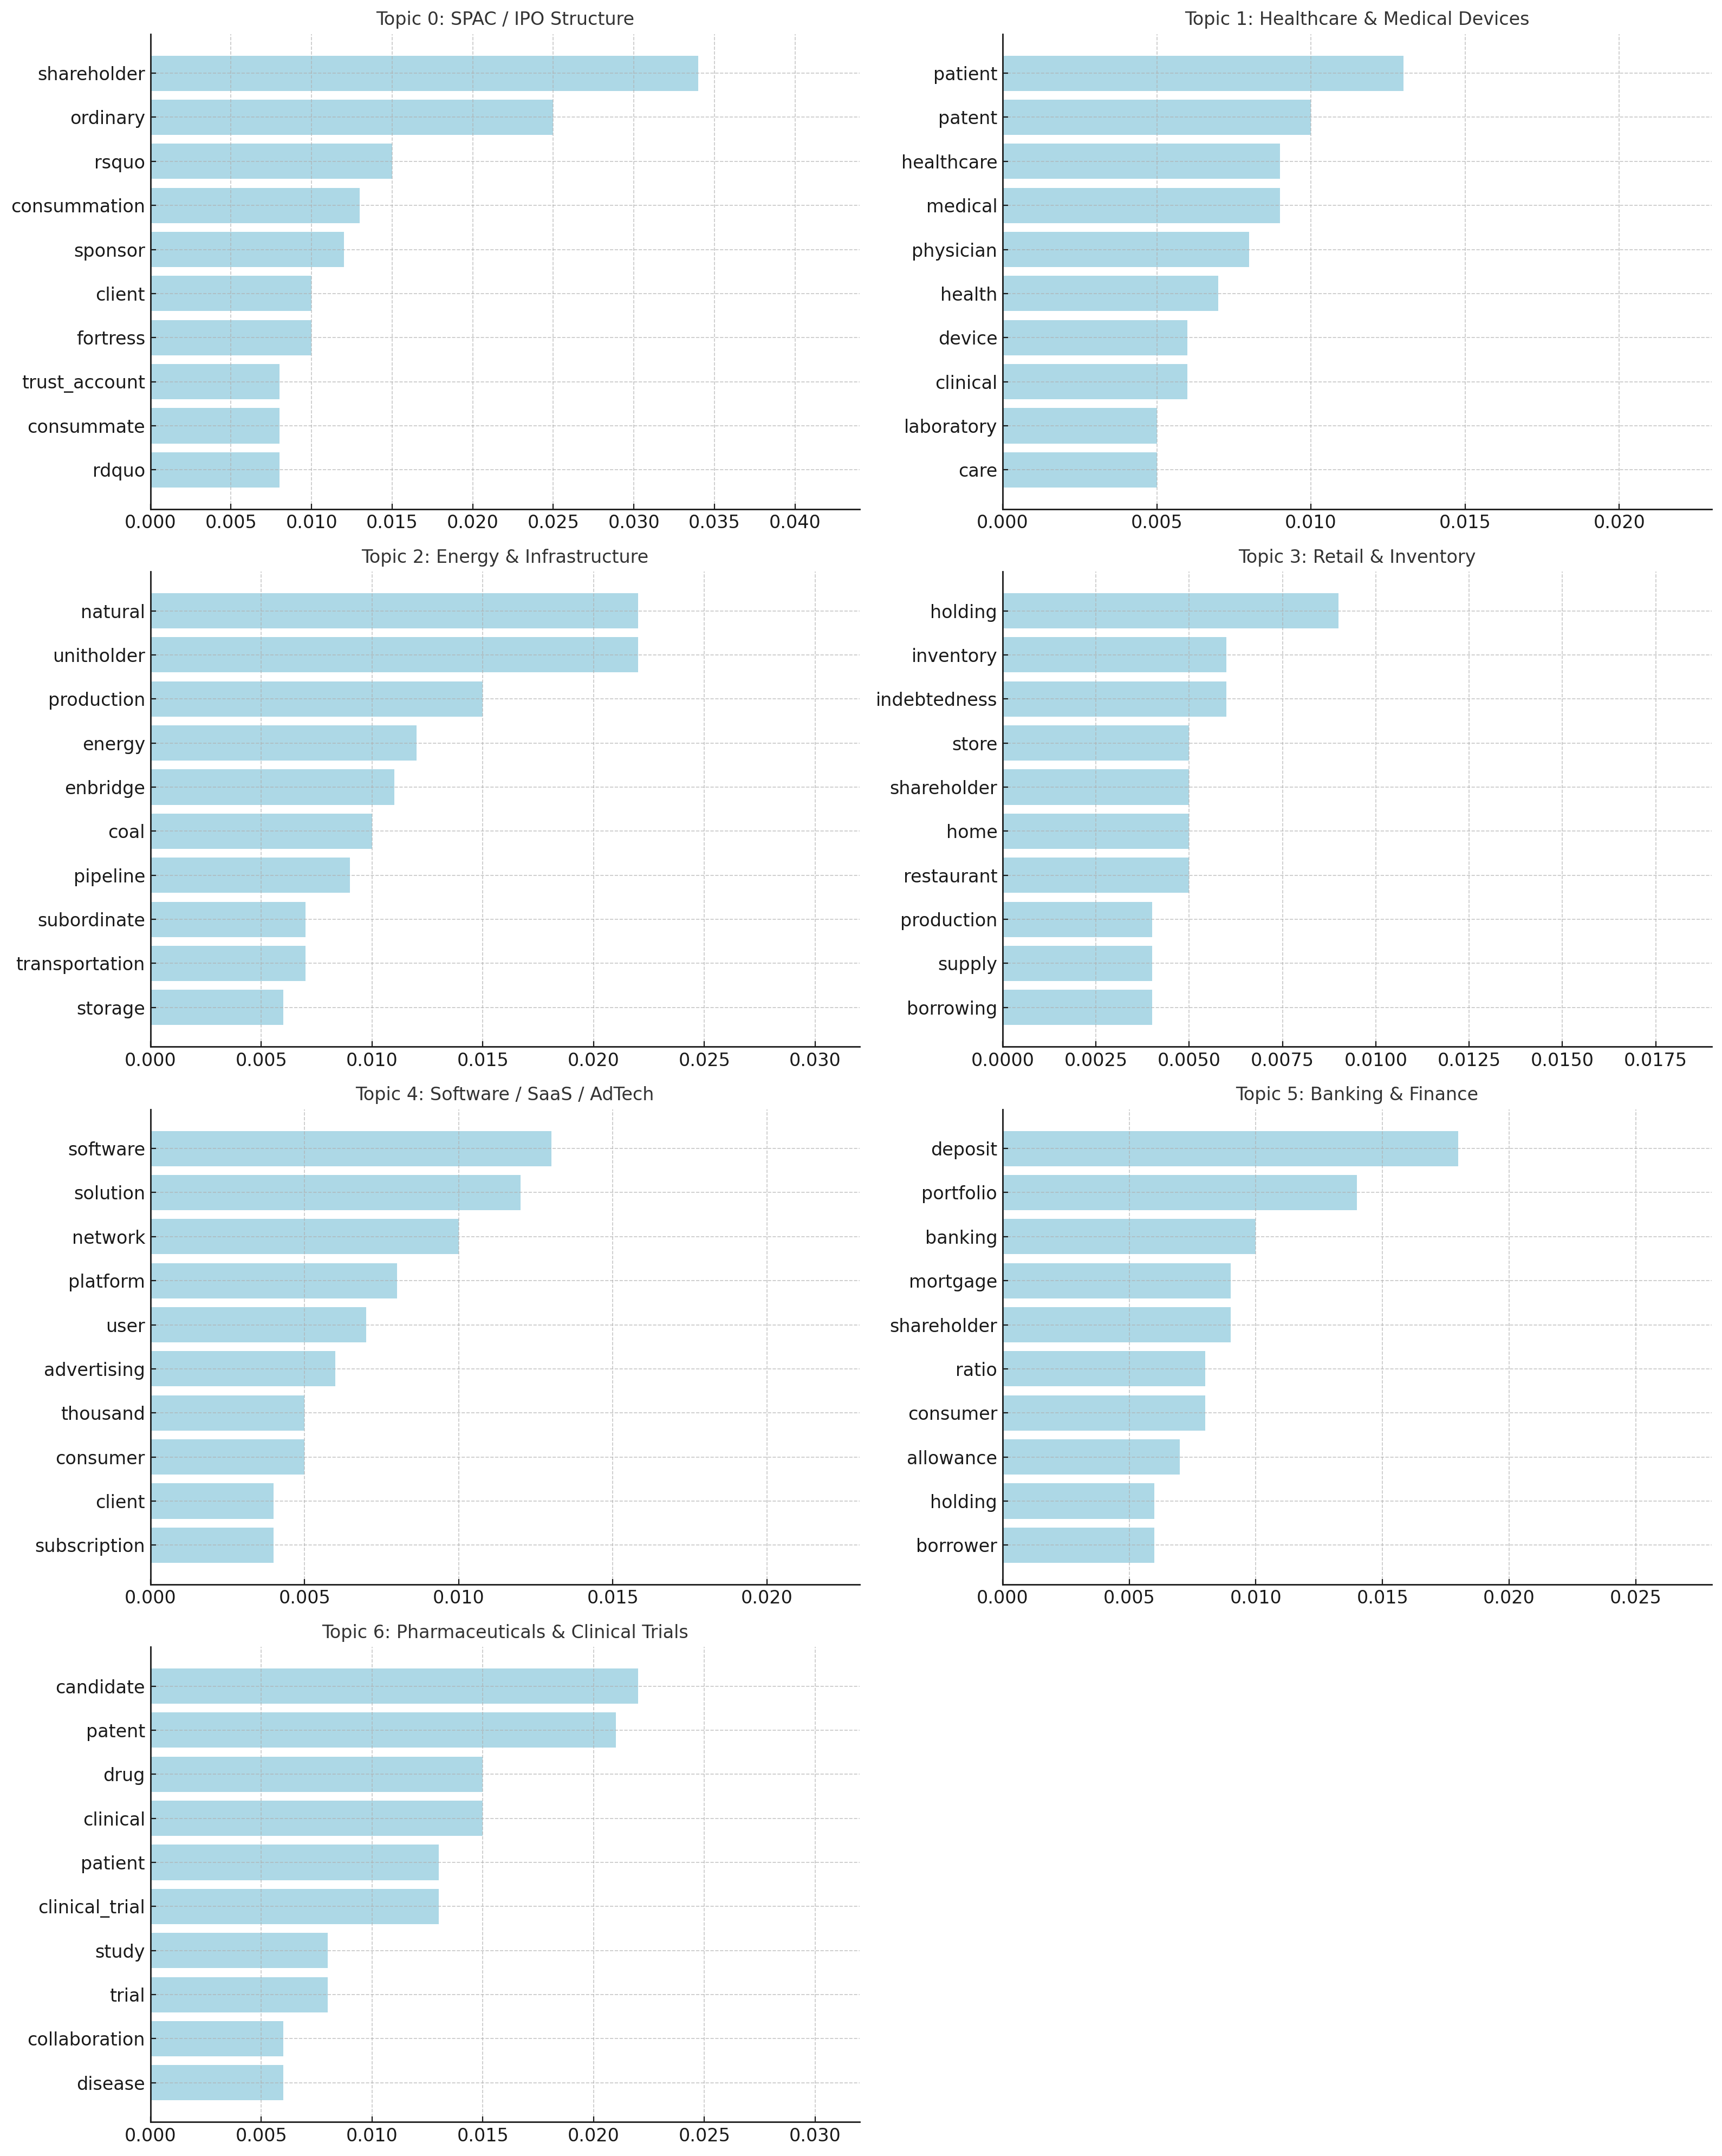 Topic 0: SPAC / IPO Structure
shareholder
ordinary
rsquo
consummation
sponsor
client
fortress
trust_account
consummate
rdquo
0.000 0.005 0.010 0.015 0.020 0.025 0.030 0.035 0.040
Topic 1: Healthcare & Medical Devices
patient
patent
healthcare
medical
physician
health
device
clinical
laboratory
care
0.000 0.005 0.010 0.015 0.020
Topic 2: Energy & Infrastructure
natural
unitholder
production
energy
enbridge
coal
pipeline
subordinate
transportation
storage
0.000 0.005 0.010 0.015 0.020 0.025 0.030
Topic 3: Retail & Inventory
holding
inventory
indebtedness
store
shareholder
home
restaurant
production
supply
borrowing
0.0000 0.0025 0.0050 0.0075 0.0100 0.0125 0.0150 0.0175
Topic 4: Software / SaaS / AdTech
software
solution
network
platform
user
advertising
thousand
consumer
client
subscription
0.000 0.005 0.010 0.015 0.020
Topic 5: Banking & Finance
deposit
portfolio
banking
mortgage
shareholder
ratio
consumer
allowance
holding
borrower
0.000 0.005 0.010 0.015 0.020 0.025
Topic 6: Pharmaceuticals & Clinical Trials
candidate
patent
drug
clinical
patient
clinical_trial
study
trial
collaboration
disease
0.000 0.005 0.010 0.015 0.020 0.025 0.030